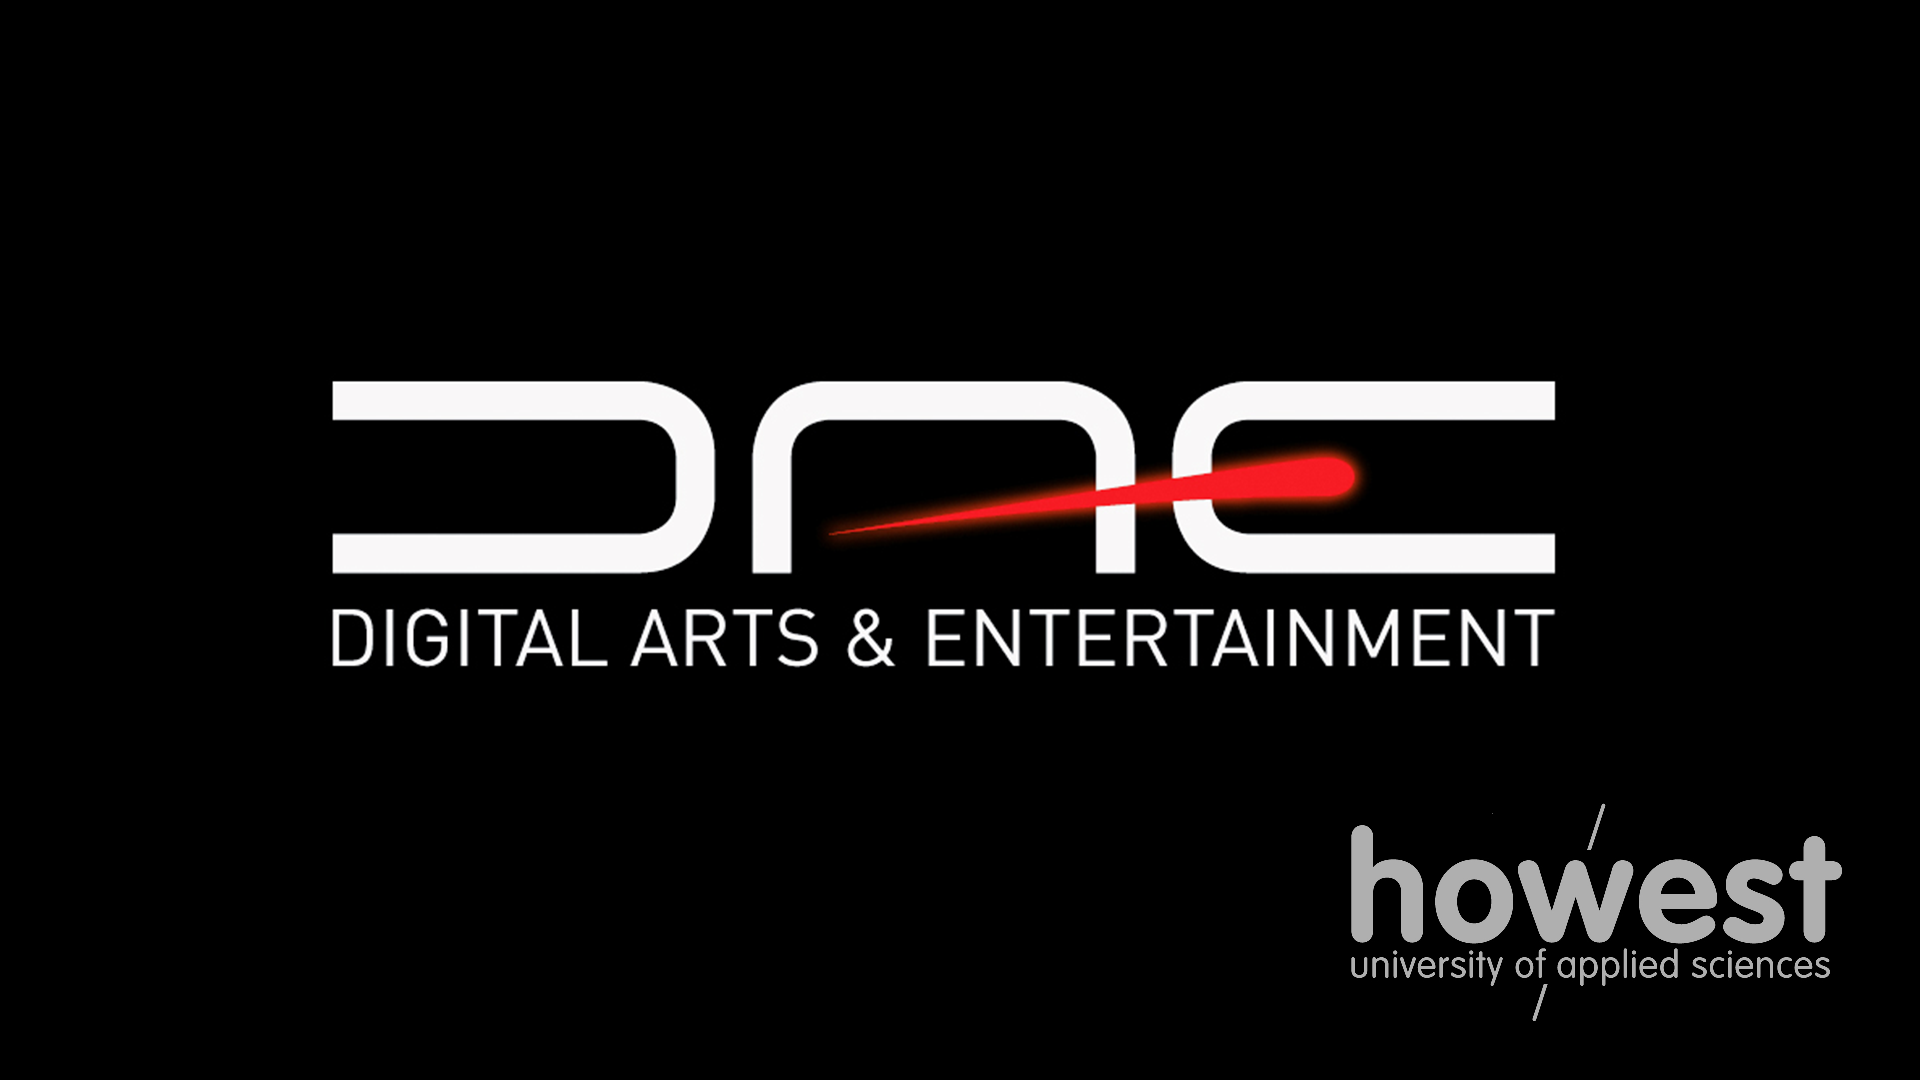 DAE
DIGITAL ARTS & ENTERTAINMENT
howest
university of applied sciences